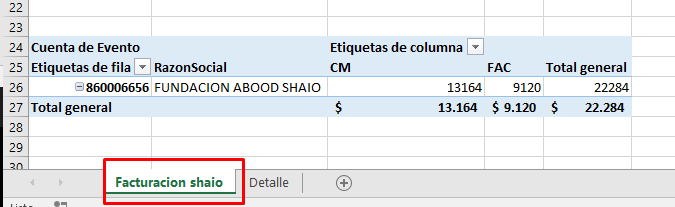 22
23
24 Cuenta de Evento Etiquetas de columna
25 Etiquetas de fila RazonSocial CM FAC Total general
26 860006656 FUNDACION ABOOD SHAIO 13164 9120 22284
27 Total general $ 13.164 $ 9.120 $ 22.284
28
29
30
Facturacion shaio Detalle
Listo